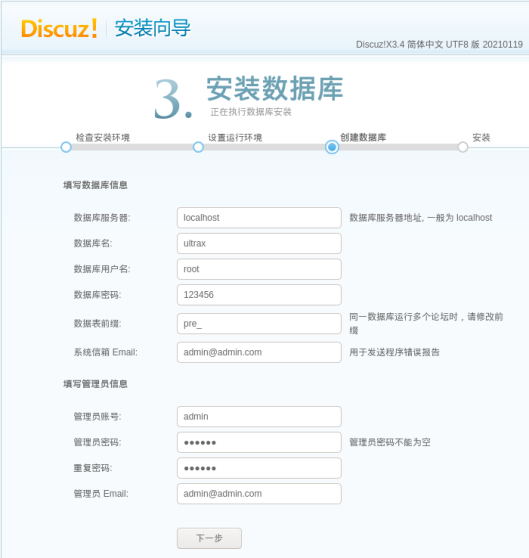 Discuz! 安装向导
Discuz!X3.4 简体中文 UTF8 版 20210119
3. 安装数据库
正在执行数据库安装
检查安装环境 设置运行环境 创建数据库 安装
填写数据库信息
数据库服务器: localhost 数据库服务器地址, 一般为 localhost
数据库名: ultrax
数据库用户名: root
数据库密码: 123456
数据表前缀: pre_ 同一数据库运行多个论坛时，请修改前
缀
系统信箱 Email: admin@admin.com 用于发送程序错误报告
填写管理员信息
管理员账号: admin
管理员密码: ●●●●●● 管理员密码不能为空
重复密码: ●●●●●●
管理员 Email: admin@admin.com
下一步